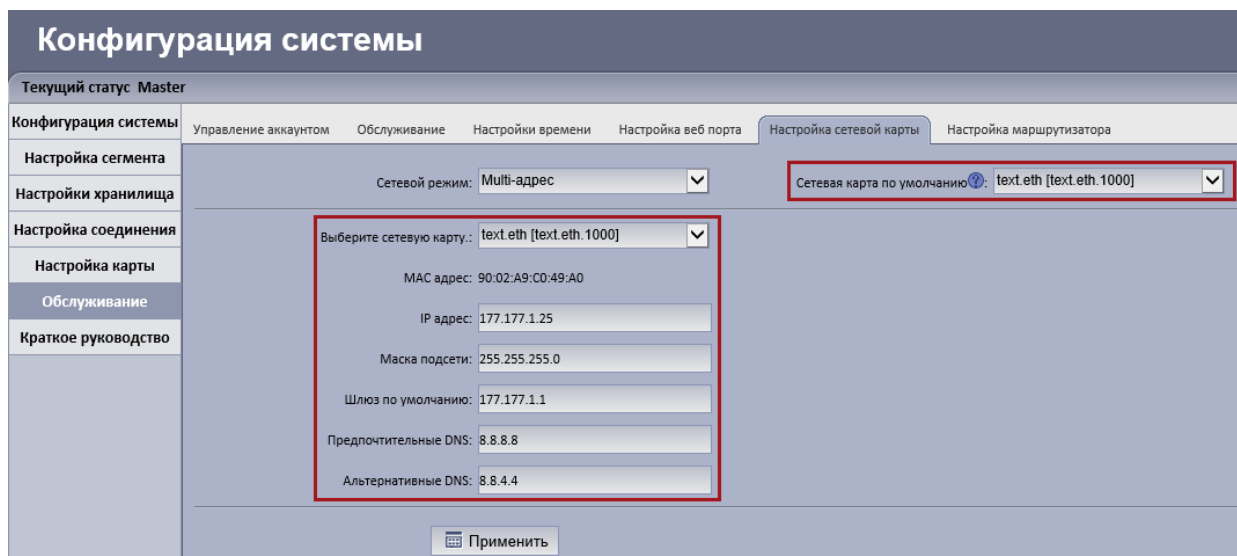 Конфигурация системы
Текущий статус Master
Конфигурация системы
Настройка сегмента
Настройки хранилища
Настройка соединения
Настройка карты
Обслуживание
Краткое руководство
Управление аккаунтом Обслуживание Настройки времени Настройка веб порта Настройка сетевой карты Настройка маршрутизатора
Сетевой режим: Multi-адрес Сетевая карта по умолчанию?: text.eth [text.eth.1000]
Выберите сетевую карту.: text.eth [text.eth.1000]
MAC адрес: 90:02:A9:C0:49:A0
IP адрес: 177.177.1.25
Маска подсети: 255.255.255.0
Шлюз по умолчанию: 177.177.1.1
Предпочтительные DNS: 8.8.8.8
Альтернативные DNS: 8.8.4.4
Применить